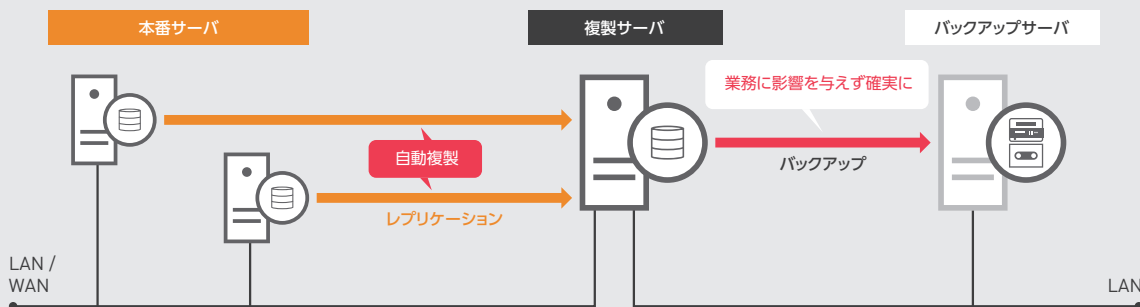 本番サーバ
複製サーバ
バックアップサーバ
業務に影響を与えず確実に
自動複製
バックアップ
レプリケーション
LAN /
WAN
LAN